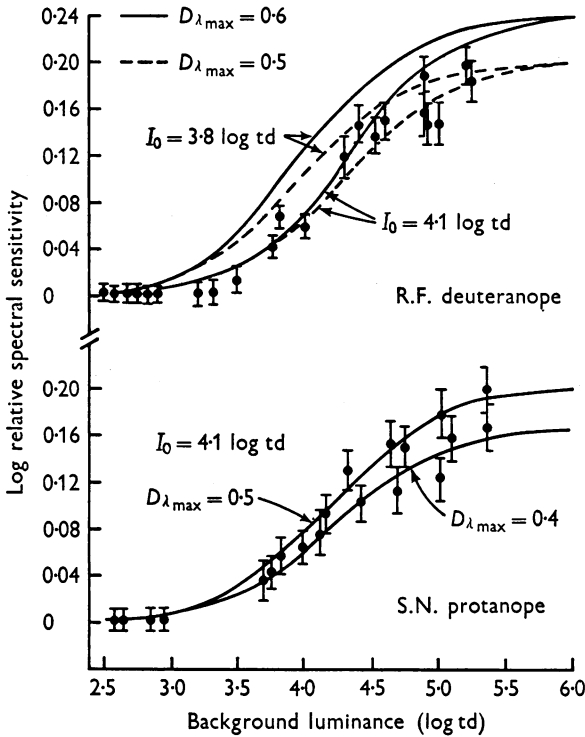 0·24
0·20
0·16
0·12
0·08
0·04
0
Dλmax = 0·6
Dλmax = 0·5
I₀ = 3·8 log td
I₀ = 4·1 log td
R.F. deuteranope
Log relative spectral sensitivity
0·20
0·16
0·12
0·08
0·04
0
I₀ = 4·1 log td
Dλmax = 0·5
Dλmax = 0·4
S.N. protanope
2·5 3·0 3·5 4·0 4·5 5·0 5·5 6·0
Background luminance (log td)